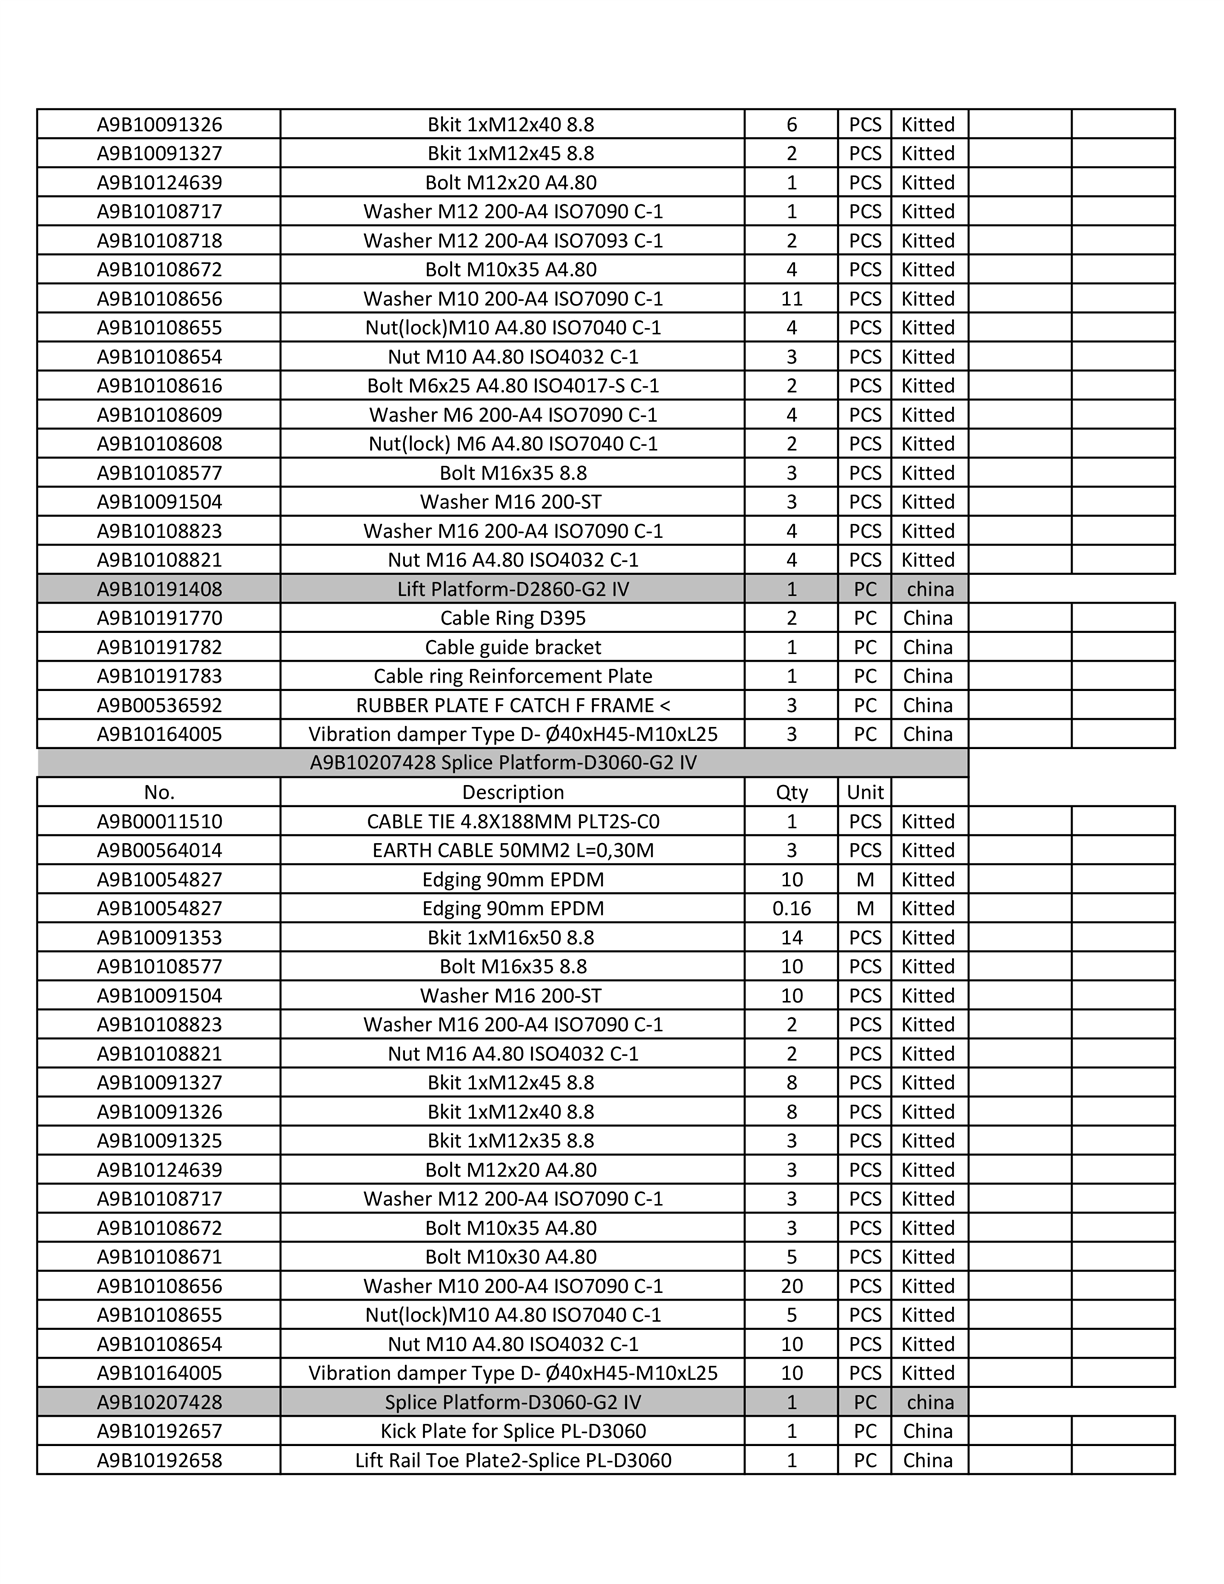 A9B10091326 Bkit 1xM12x40 8.8 6 PCS Kitted
A9B10091327 Bkit 1xM12x45 8.8 2 PCS Kitted
A9B10124639 Bolt M12x20 A4.80 1 PCS Kitted
A9B10108717 Washer M12 200-A4 ISO7090 C-1 1 PCS Kitted
A9B10108718 Washer M12 200-A4 ISO7093 C-1 2 PCS Kitted
A9B10108672 Bolt M10x35 A4.80 4 PCS Kitted
A9B10108656 Washer M10 200-A4 ISO7090 C-1 11 PCS Kitted
A9B10108655 Nut(lock)M10 A4.80 ISO7040 C-1 4 PCS Kitted
A9B10108654 Nut M10 A4.80 ISO4032 C-1 3 PCS Kitted
A9B10108616 Bolt M6x25 A4.80 ISO4017-S C-1 2 PCS Kitted
A9B10108609 Washer M6 200-A4 ISO7090 C-1 4 PCS Kitted
A9B10108608 Nut(lock) M6 A4.80 ISO7040 C-1 2 PCS Kitted
A9B10108577 Bolt M16x35 8.8 3 PCS Kitted
A9B10091504 Washer M16 200-ST 3 PCS Kitted
A9B10108823 Washer M16 200-A4 ISO7090 C-1 4 PCS Kitted
A9B10108821 Nut M16 A4.80 ISO4032 C-1 4 PCS Kitted
A9B10191408 Lift Platform-D2860-G2 IV 1 PC china
A9B10191770 Cable Ring D395 2 PC China
A9B10191782 Cable guide bracket 1 PC China
A9B10191783 Cable ring Reinforcement Plate 1 PC China
A9B00536592 RUBBER PLATE F CATCH F FRAME < 3 PC China
A9B10164005 Vibration damper Type D- Ø40xH45-M10xL25 3 PC China
A9B10207428 Splice Platform-D3060-G2 IV
No. Description Qty Unit
A9B00011510 CABLE TIE 4.8X188MM PLT2S-C0 1 PCS Kitted
A9B00564014 EARTH CABLE 50MM2 L=0,30M 3 PCS Kitted
A9B10054827 Edging 90mm EPDM 10 M Kitted
A9B10054827 Edging 90mm EPDM 0.16 M Kitted
A9B10091353 Bkit 1xM16x50 8.8 14 PCS Kitted
A9B10108577 Bolt M16x35 8.8 10 PCS Kitted
A9B10091504 Washer M16 200-ST 10 PCS Kitted
A9B10108823 Washer M16 200-A4 ISO7090 C-1 2 PCS Kitted
A9B10108821 Nut M16 A4.80 ISO4032 C-1 2 PCS Kitted
A9B10091327 Bkit 1xM12x45 8.8 8 PCS Kitted
A9B10091326 Bkit 1xM12x40 8.8 8 PCS Kitted
A9B10091325 Bkit 1xM12x35 8.8 3 PCS Kitted
A9B10124639 Bolt M12x20 A4.80 3 PCS Kitted
A9B10108717 Washer M12 200-A4 ISO7090 C-1 3 PCS Kitted
A9B10108672 Bolt M10x35 A4.80 3 PCS Kitted
A9B10108671 Bolt M10x30 A4.80 5 PCS Kitted
A9B10108656 Washer M10 200-A4 ISO7090 C-1 20 PCS Kitted
A9B10108655 Nut(lock)M10 A4.80 ISO7040 C-1 5 PCS Kitted
A9B10108654 Nut M10 A4.80 ISO4032 C-1 10 PCS Kitted
A9B10164005 Vibration damper Type D- Ø40xH45-M10xL25 10 PCS Kitted
A9B10207428 Splice Platform-D3060-G2 IV 1 PC china
A9B10192657 Kick Plate for Splice PL-D3060 1 PC China
A9B10192658 Lift Rail Toe Plate2-Splice PL-D3060 1 PC China